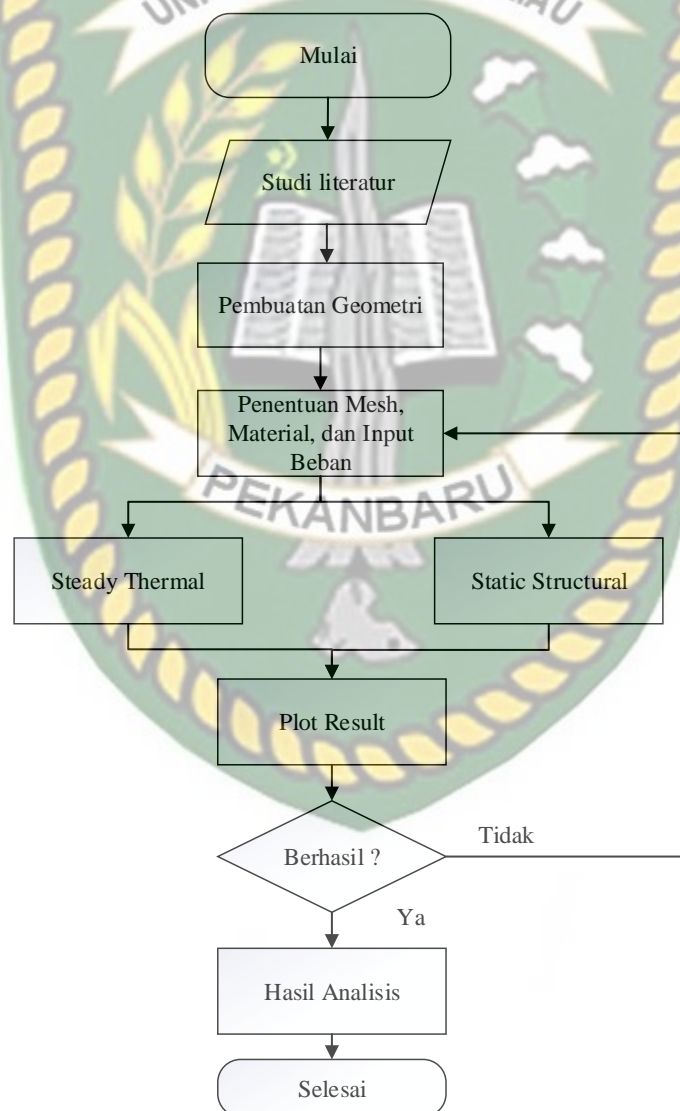 Mulai
Studi literatur
Pembuatan Geometri
Penentuan Mesh,
Material, dan Input
Beban
PEKANBARU
Steady Thermal
Static Structural
Plot Result
Berhasil ?
Tidak
Ya
Hasil Analisis
Selesai